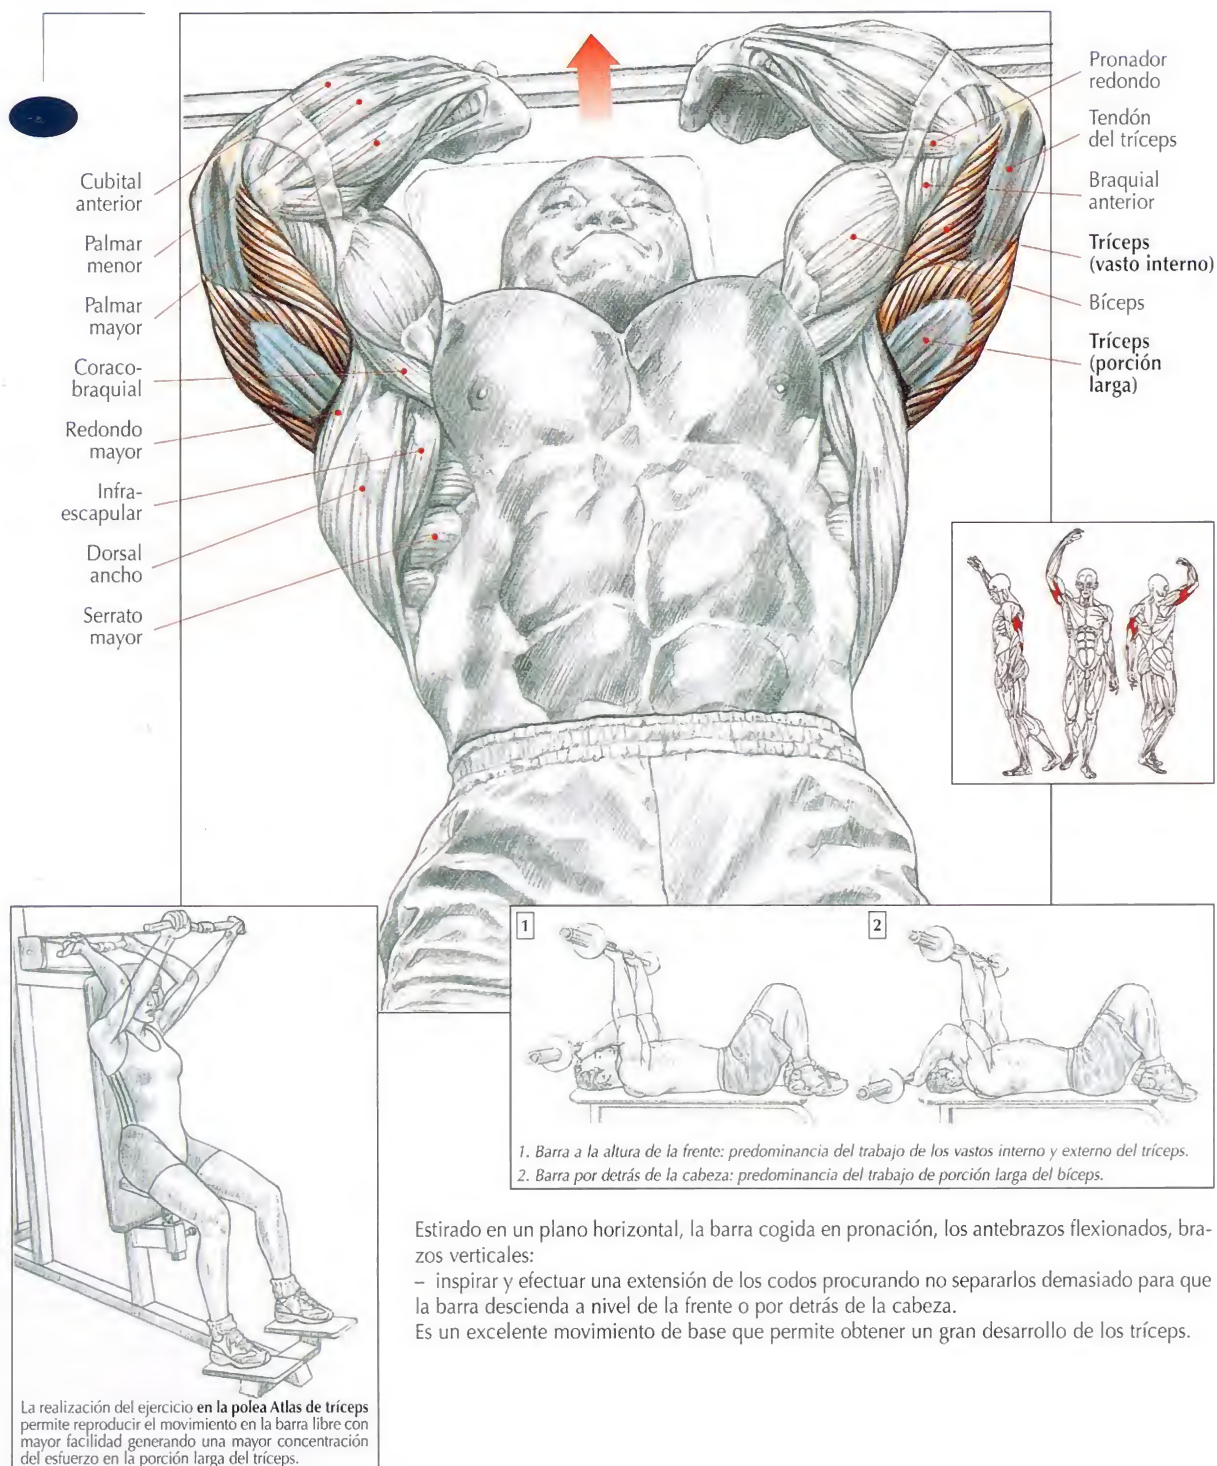 Cubital
anterior
Palmar
menor
Palmar
mayor
Coraco-
braquial
Redondo
mayor
Infra-
escapular
Dorsal
ancho
Serrato
mayor
Pronador
redondo
Tendón
del tríceps
Braquial
anterior
Tríceps
(vasto interno)
Bíceps
Tríceps
(porción
larga)
1
2
1. Barra a la altura de la frente: predominancia del trabajo de los vastos interno y externo del tríceps.
2. Barra por detrás de la cabeza: predominancia del trabajo de porción larga del bíceps.
Estirado en un plano horizontal, la barra cogida en pronación, los antebrazos flexionados, bra-
zos verticales:
– inspirar y efectuar una extensión de los codos procurando no separarlos demasiado para que
la barra descienda a nivel de la frente o por detrás de la cabeza.
Es un excelente movimiento de base que permite obtener un gran desarrollo de los tríceps.
La realización del ejercicio en la polea Atlas de tríceps
permite reproducir el movimiento en la barra libre con
mayor facilidad generando una mayor concentración
del esfuerzo en la porción larga del tríceps.